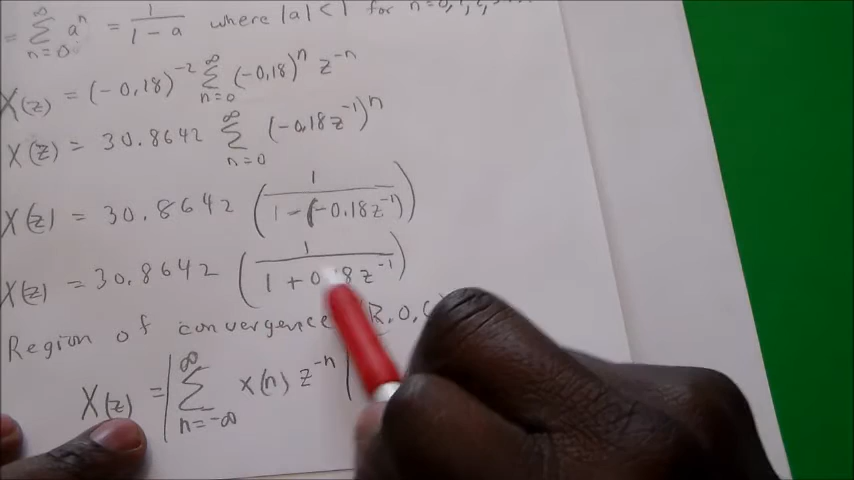 = ∑_{n=0}^{∞} a^n = 1/(1 - a) where |a| < 1 for n = 0, 1, 2, 3
X(z) = (-0.18)^{-2} ∑_{n=0}^{∞} (-0.18)^n z^{-n}
X(z) = 30.8642 ∑_{n=0}^{∞} (-0.18z^{-1})^n
X(z) = 30.8642 (1/(1 - (-0.18z^{-1})))
X(z) = 30.8642 (1/(1 + 0.18z^{-1}))
Region of convergence R.O.C
X(z) = |∑_{n=-∞}^{∞} x(n) z^{-n}|